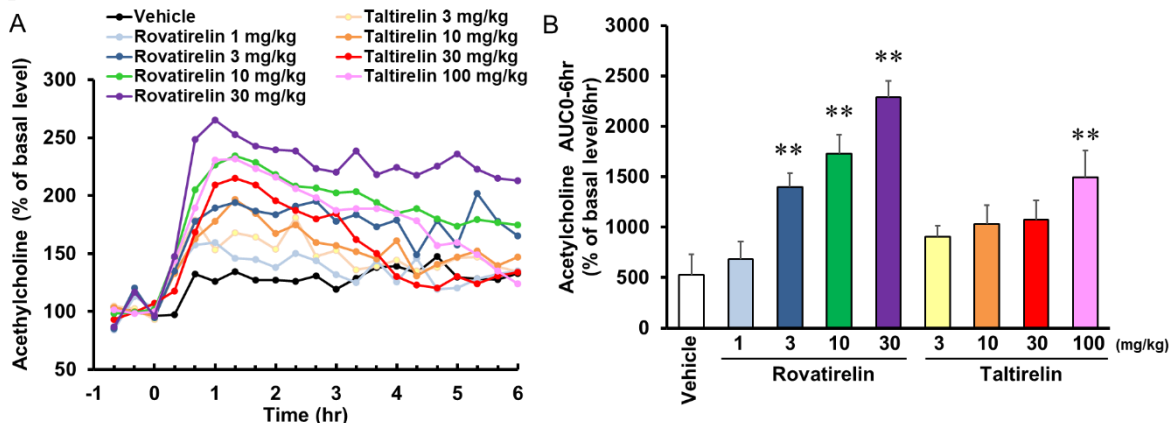 A
Vehicle
Rovatirelin 1 mg/kg
Rovatirelin 3 mg/kg
Rovatirelin 10 mg/kg
Rovatirelin 30 mg/kg
Taltirelin 3 mg/kg
Taltirelin 10 mg/kg
Taltirelin 30 mg/kg
Taltirelin 100 mg/kg
Acethylcholine (% of basal level)
300
250
200
150
100
50
-1 0 1 2 3 4 5 6
Time (hr)
B
Acetylcholine AUC0-6hr
(% of basal level/6hr)
3000
2500
2000
1500
1000
500
0
** ** ** **
Vehicle
1 3 10 30 3 10 30 100 (mg/kg)
Rovatirelin Taltirelin